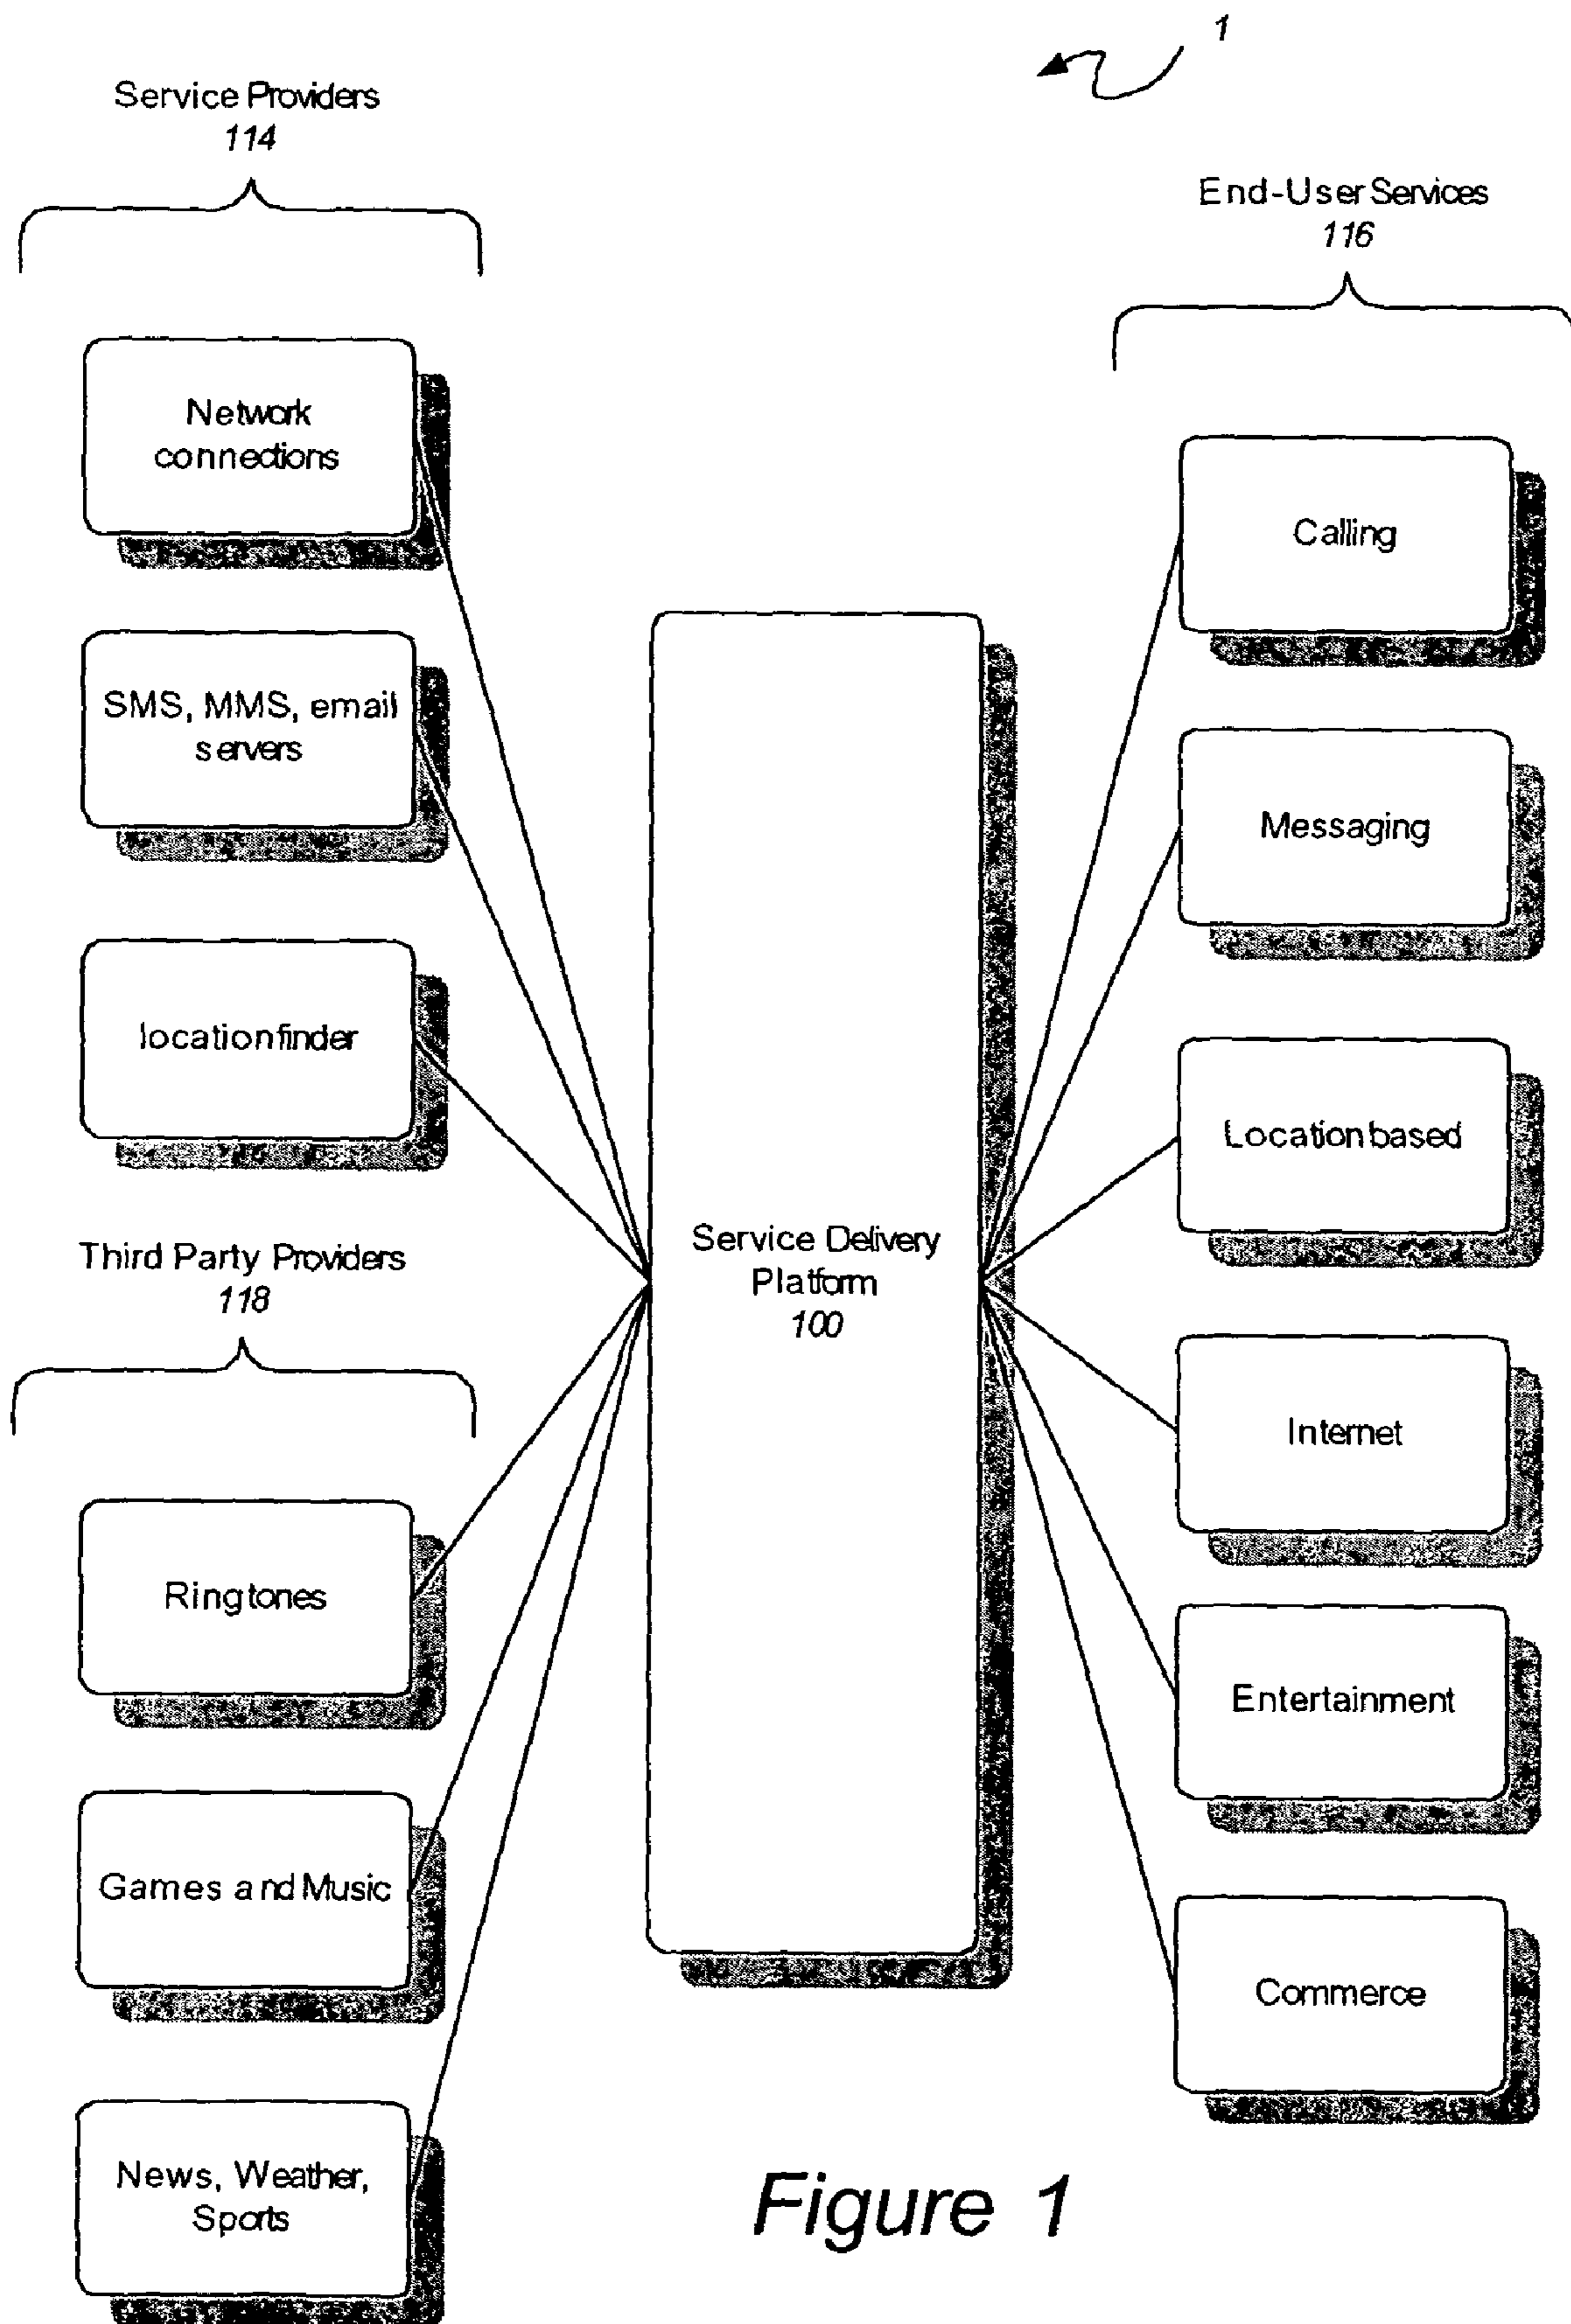 1
Service Providers
114
Network
connections
SMS, MMS, email
servers
location finder
Third Party Providers
118
Ringtones
Games and Music
News, Weather,
Sports
Service Delivery
Platform
100
End-User Services
116
Calling
Messaging
Location based
Internet
Entertainment
Commerce
Figure 1